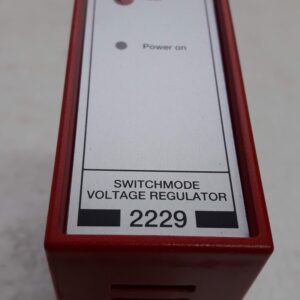 Power on
SWITCHMODE
VOLTAGE REGULATOR
2229